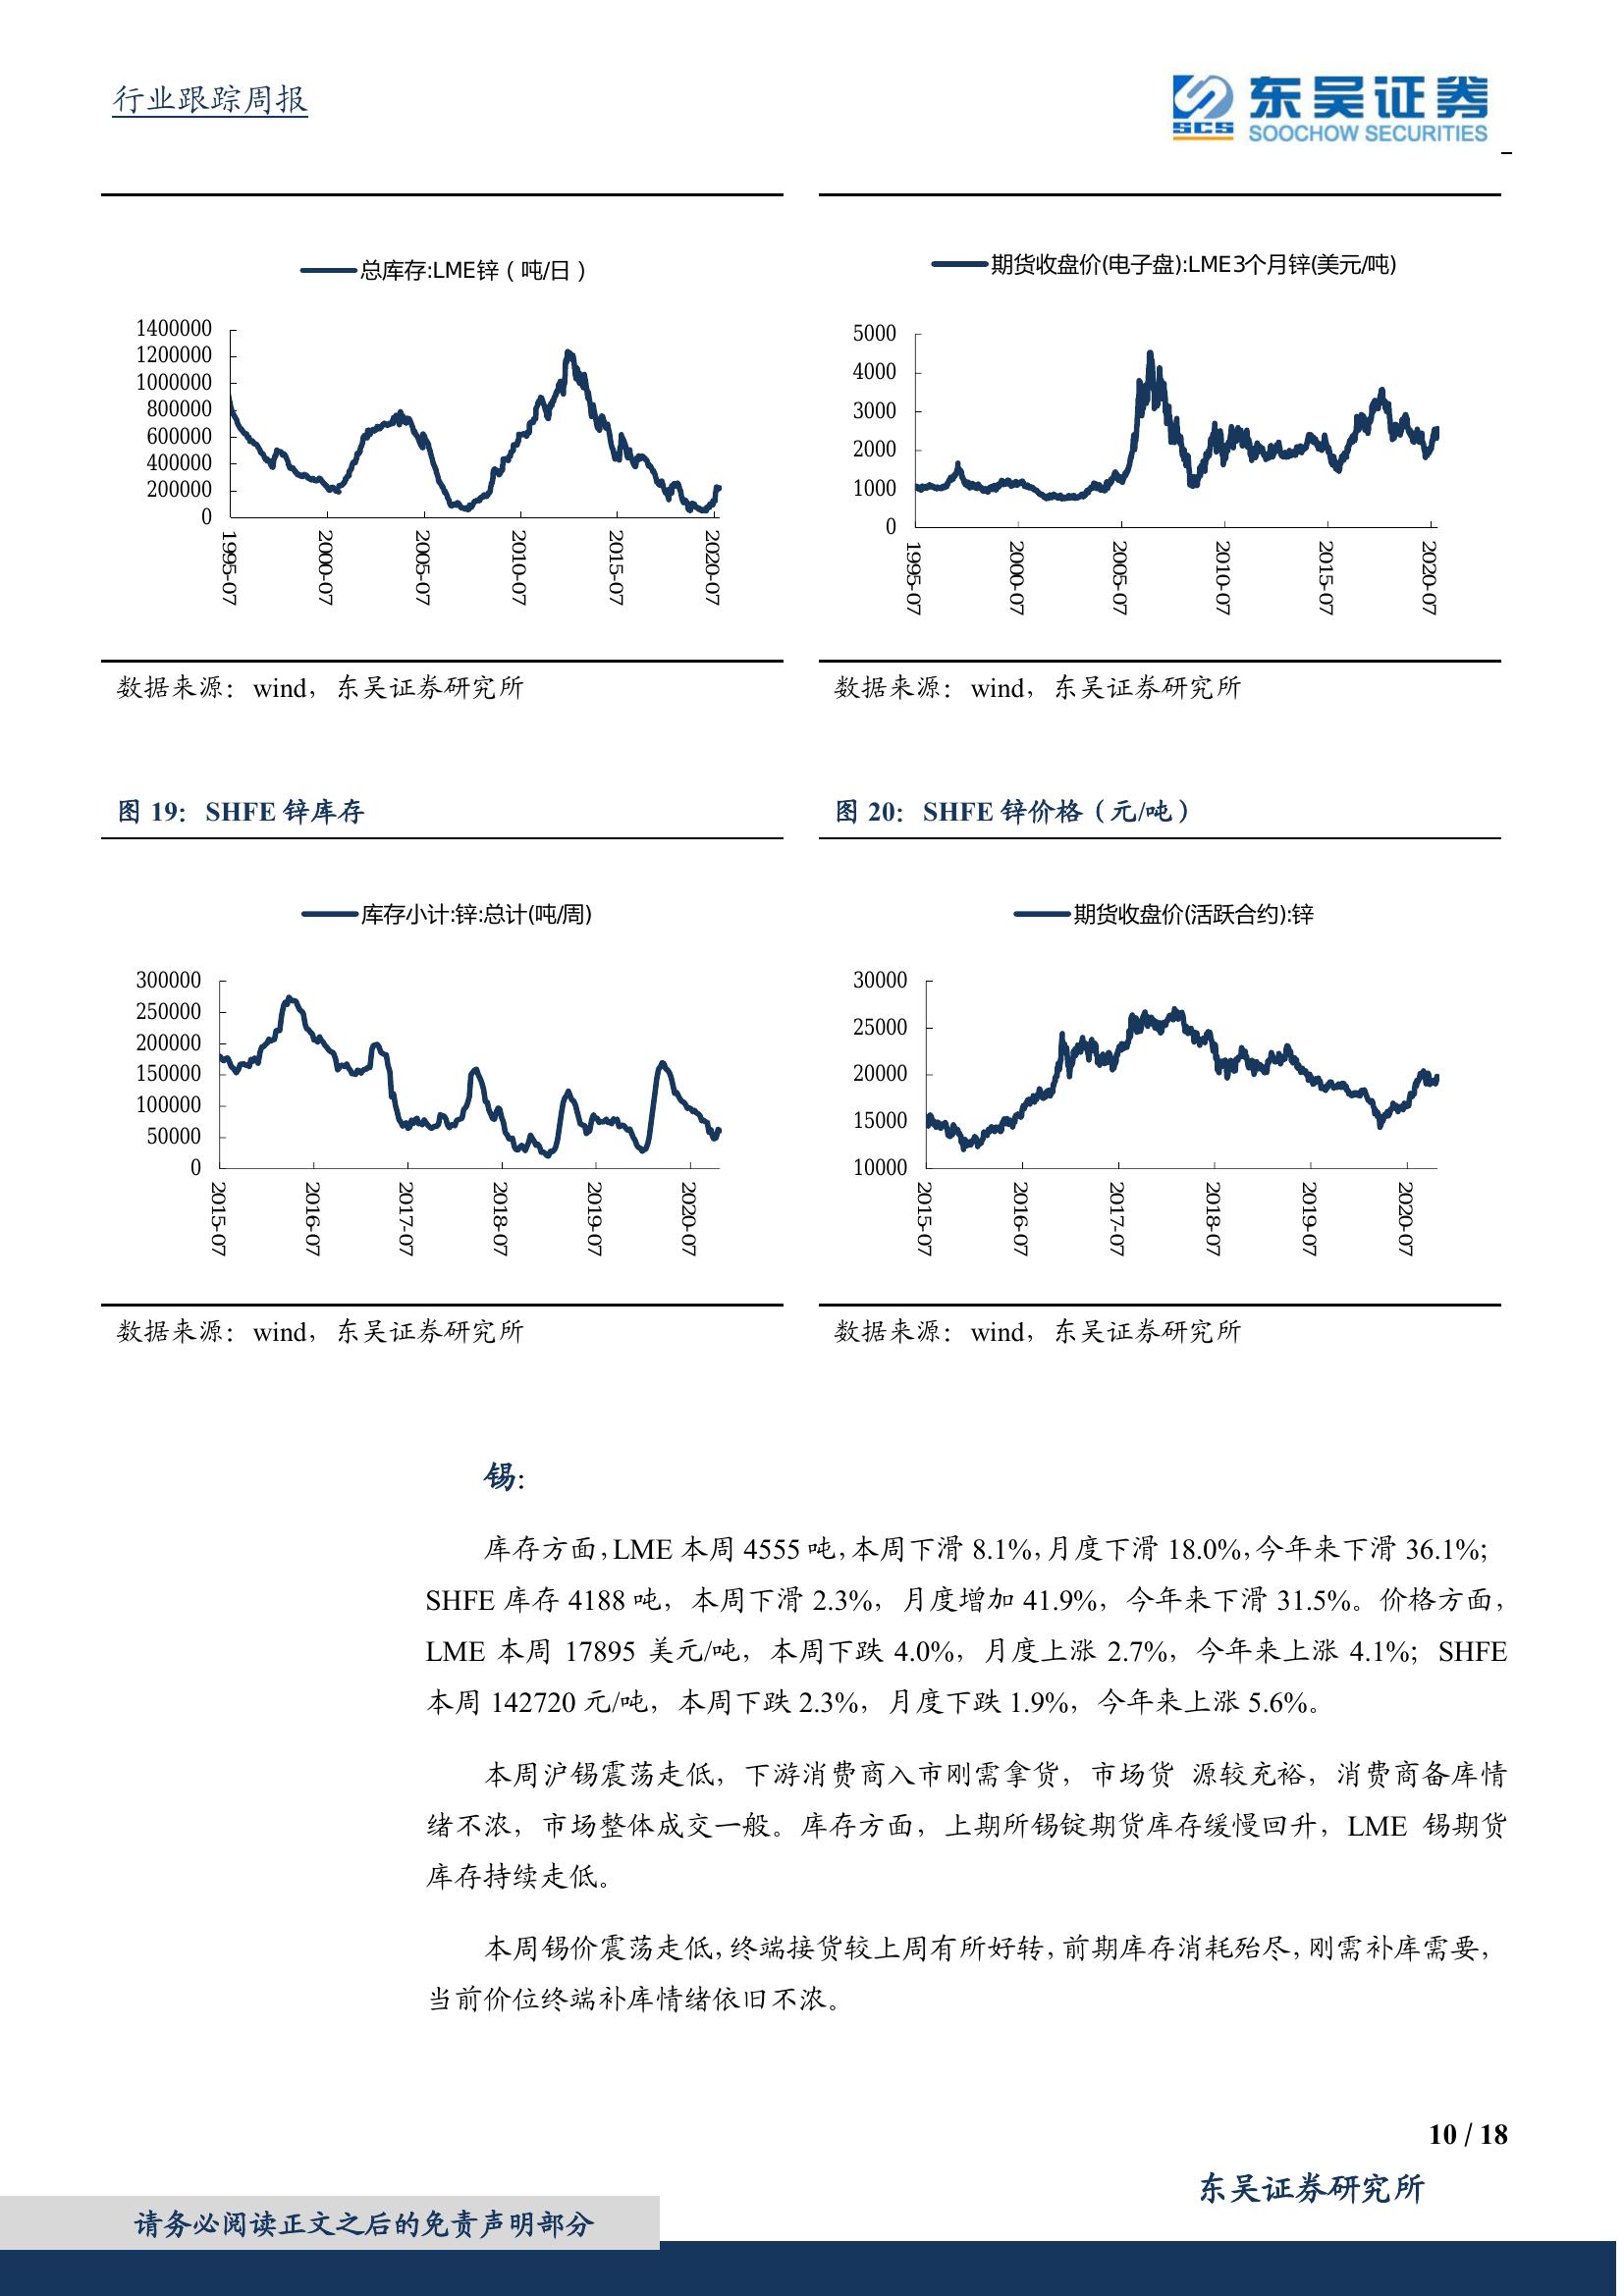 行业跟踪周报
SCS 东吴证券
SOOCHOW SECURITIES
总库存:LME锌（吨/日）
1400000
1200000
1000000
800000
600000
400000
200000
0
1995-07
2000-07
2005-07
2010-07
2015-07
2020-07
期货收盘价(电子盘):LME3个月锌(美元/吨)
5000
4000
3000
2000
1000
0
1995-07
2000-07
2005-07
2010-07
2015-07
2020-07
数据来源：wind，东吴证券研究所
数据来源：wind，东吴证券研究所
图 19：SHFE 锌库存
图 20：SHFE 锌价格（元/吨）
库存小计:锌:总计(吨/周)
300000
250000
200000
150000
100000
50000
0
2015-07
2016-07
2017-07
2018-07
2019-07
2020-07
期货收盘价(活跃合约):锌
30000
25000
20000
15000
10000
2015-07
2016-07
2017-07
2018-07
2019-07
2020-07
数据来源：wind，东吴证券研究所
数据来源：wind，东吴证券研究所
锡：
库存方面，LME 本周 4555 吨，本周下滑 8.1%，月度下滑 18.0%，今年来下滑 36.1%；
SHFE 库存 4188 吨，本周下滑 2.3%，月度增加 41.9%，今年来下滑 31.5%。价格方面，
LME 本周 17895 美元/吨，本周下跌 4.0%，月度上涨 2.7%，今年来上涨 4.1%；SHFE
本周 142720 元/吨，本周下跌 2.3%，月度下跌 1.9%，今年来上涨 5.6%。
本周沪锡震荡走低，下游消费商入市刚需拿货，市场货 源较充裕，消费商备库情
绪不浓，市场整体成交一般。库存方面，上期所锡锭期货库存缓慢回升，LME 锡期货
库存持续走低。
本周锡价震荡走低，终端接货较上周有所好转，前期库存消耗殆尽，刚需补库需要，
当前价位终端补库情绪依旧不浓。
10 / 18
东吴证券研究所
请务必阅读正文之后的免责声明部分